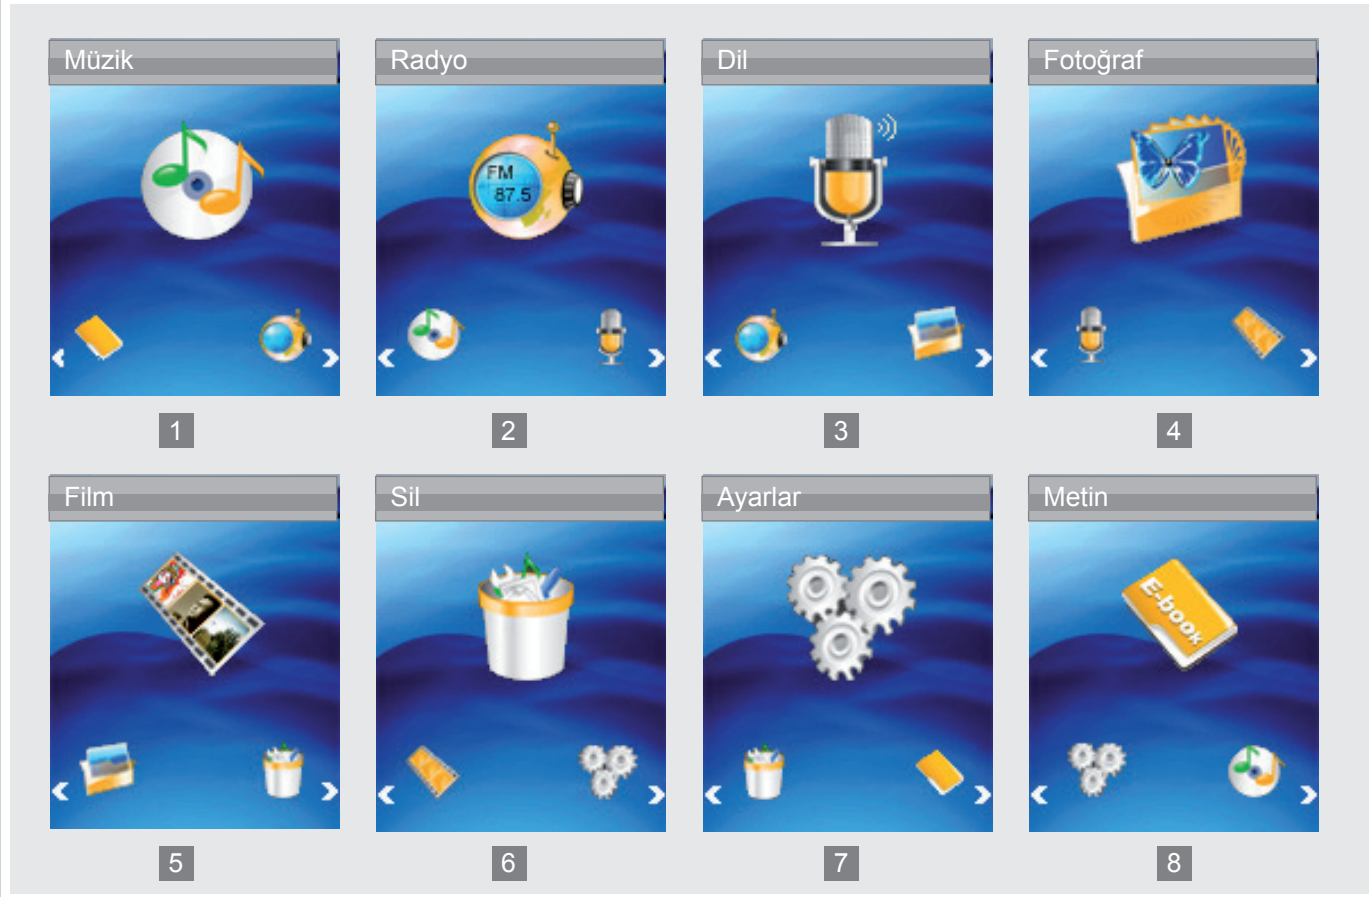 Müzik
Radyo
Dil
Fotoğraf
FM
87.5
1
2
3
4
Film
Sil
Ayarlar
Metin
E-book
5
6
7
8